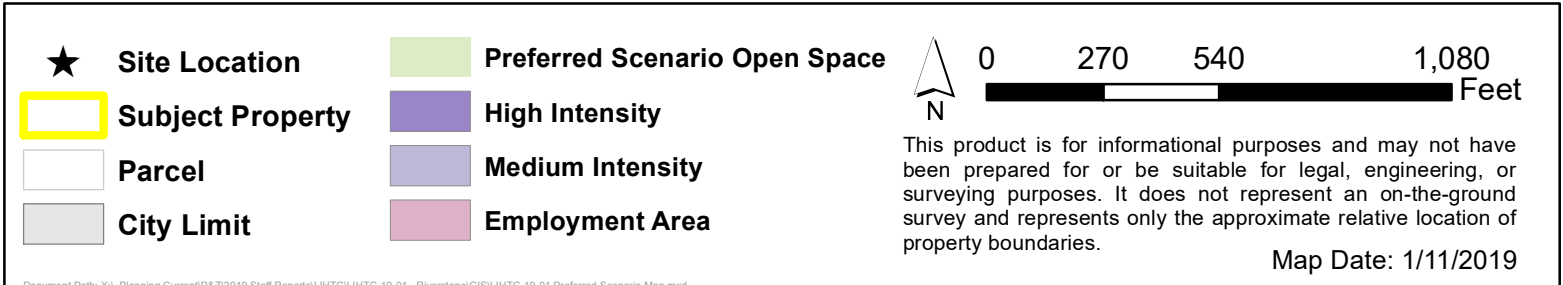 Site Location
Subject Property
Parcel
City Limit
Preferred Scenario Open Space
High Intensity
Medium Intensity
Employment Area
N
0 270 540 1,080
Feet
This product is for informational purposes and may not have
been prepared for or be suitable for legal, engineering, or
surveying purposes. It does not represent an on-the-ground
survey and represents only the approximate relative location of
property boundaries.
Map Date: 1/11/2019